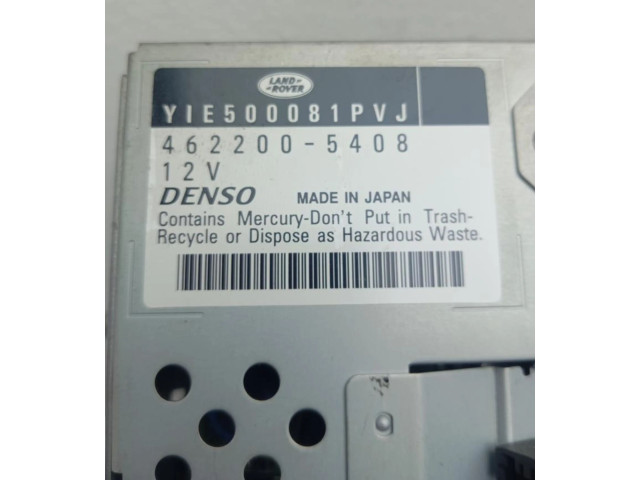 LAND-
ROVER
YIE500081PVJ
462200-5408
12V
DENSO MADE IN JAPAN
Contains Mercury-Don't Put in Trash-
Recycle or Dispose as Hazardous Waste.